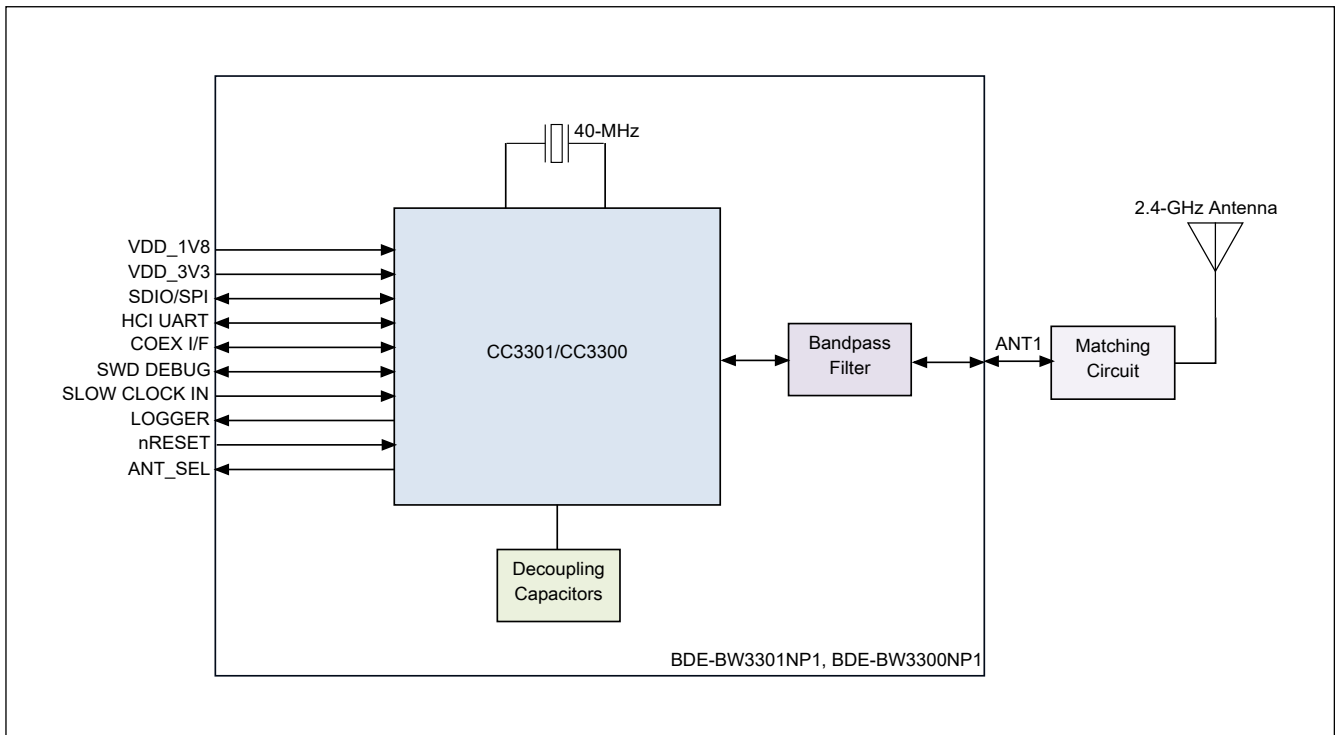 40-MHz
2.4-GHz Antenna
VDD_1V8
VDD_3V3
SDIO/SPI
HCI UART
COEX I/F
SWD DEBUG
SLOW CLOCK IN
LOGGER
nRESET
ANT_SEL
CC3301/CC3300
Bandpass
Filter
ANT1
Matching
Circuit
Decoupling
Capacitors
BDE-BW3301NP1, BDE-BW3300NP1